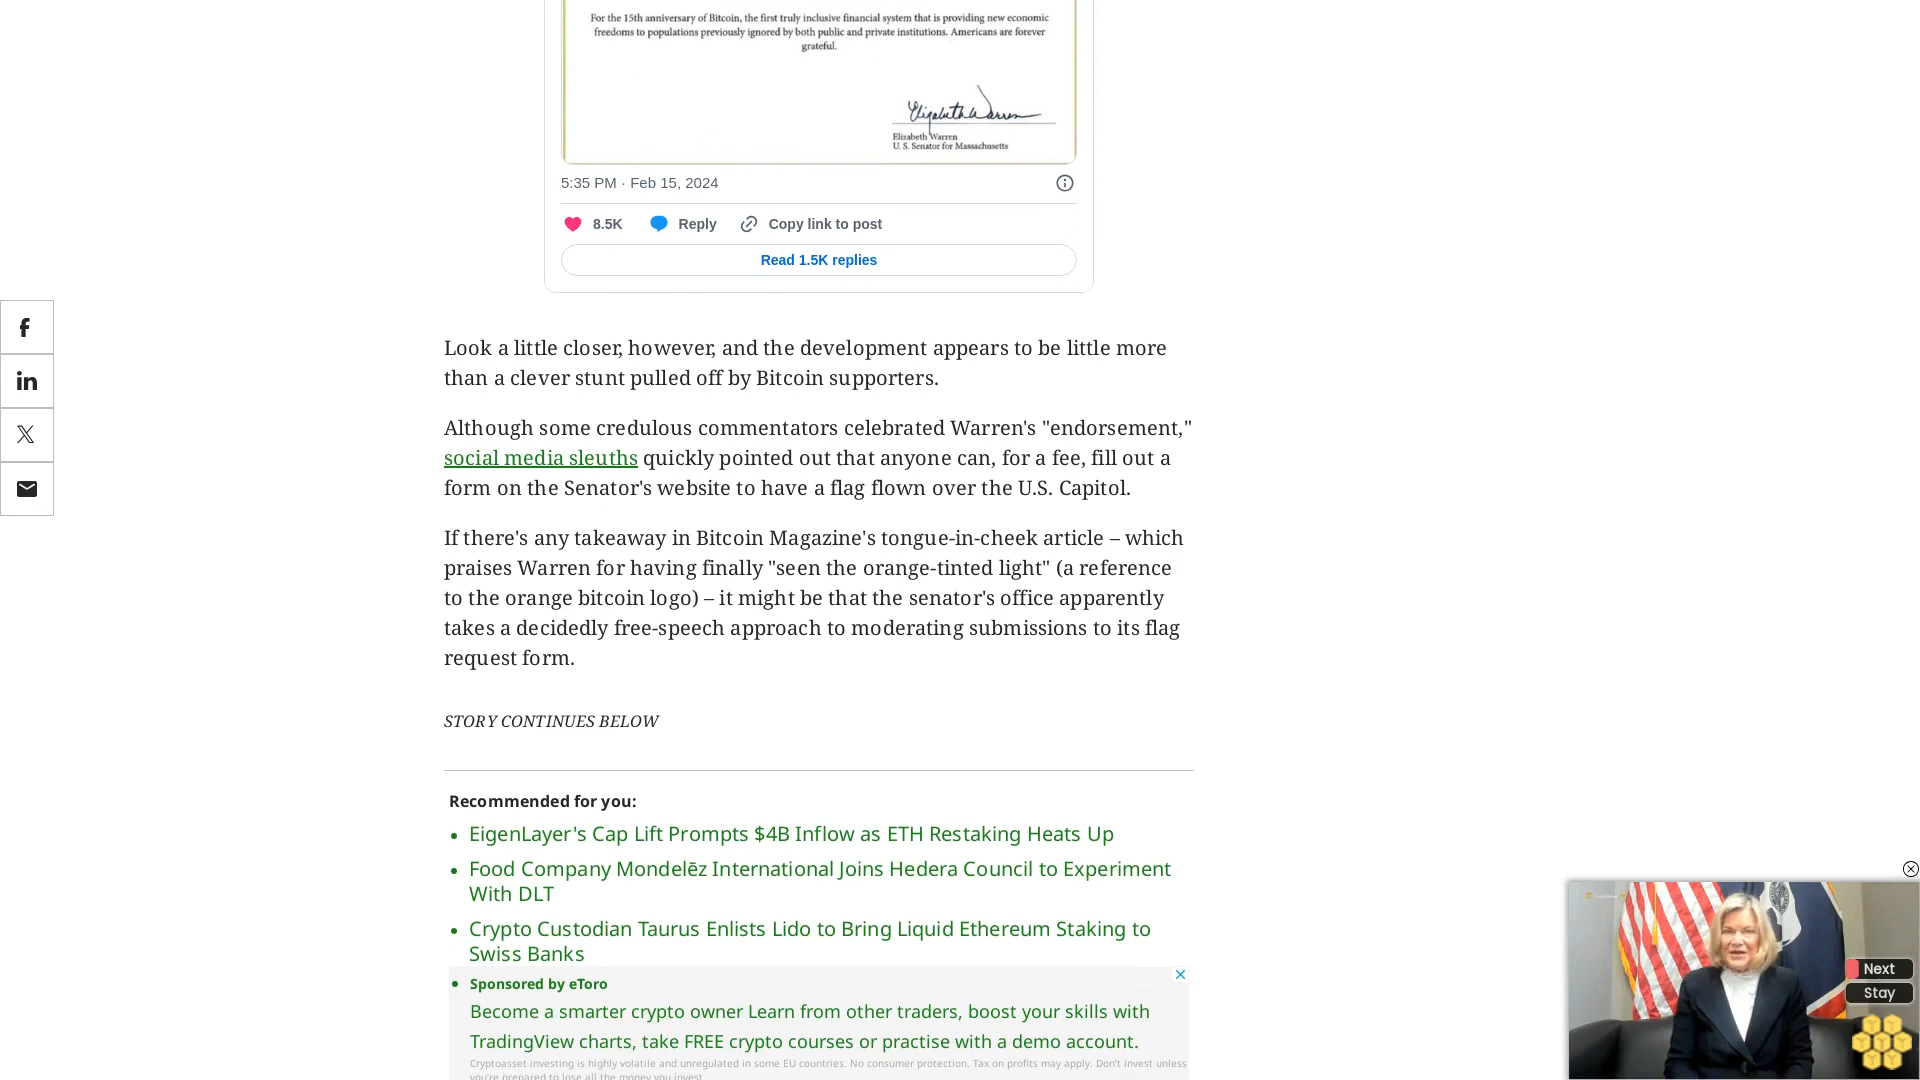 For the 15th anniversary of Bitcoin, the first truly inclusive financial system that is providing new economic
freedoms to populations previously ignored by both public and private institutions. Americans are forever
grateful.
Elizabeth Warren
Elizabeth Warren
U. S. Senator for Massachusetts
5:35 PM · Feb 15, 2024
8.5K Reply Copy link to post
Read 1.5K replies
Look a little closer, however, and the development appears to be little more
than a clever stunt pulled off by Bitcoin supporters.
Although some credulous commentators celebrated Warren's "endorsement,"
social media sleuths quickly pointed out that anyone can, for a fee, fill out a
form on the Senator's website to have a flag flown over the U.S. Capitol.
If there's any takeaway in Bitcoin Magazine's tongue-in-cheek article – which
praises Warren for having finally "seen the orange-tinted light" (a reference
to the orange bitcoin logo) – it might be that the senator's office apparently
takes a decidedly free-speech approach to moderating submissions to its flag
request form.
STORY CONTINUES BELOW
Recommended for you:
• EigenLayer's Cap Lift Prompts $4B Inflow as ETH Restaking Heats Up
• Food Company Mondelēz International Joins Hedera Council to Experiment
With DLT
• Crypto Custodian Taurus Enlists Lido to Bring Liquid Ethereum Staking to
Swiss Banks
• Sponsored by eToro
Become a smarter crypto owner Learn from other traders, boost your skills with
TradingView charts, take FREE crypto courses or practise with a demo account.
Cryptoasset investing is highly volatile and unregulated in some EU countries. No consumer protection. Tax on profits may apply. Don't invest unless
you're prepared to lose all the money you invest.
Next
Stay